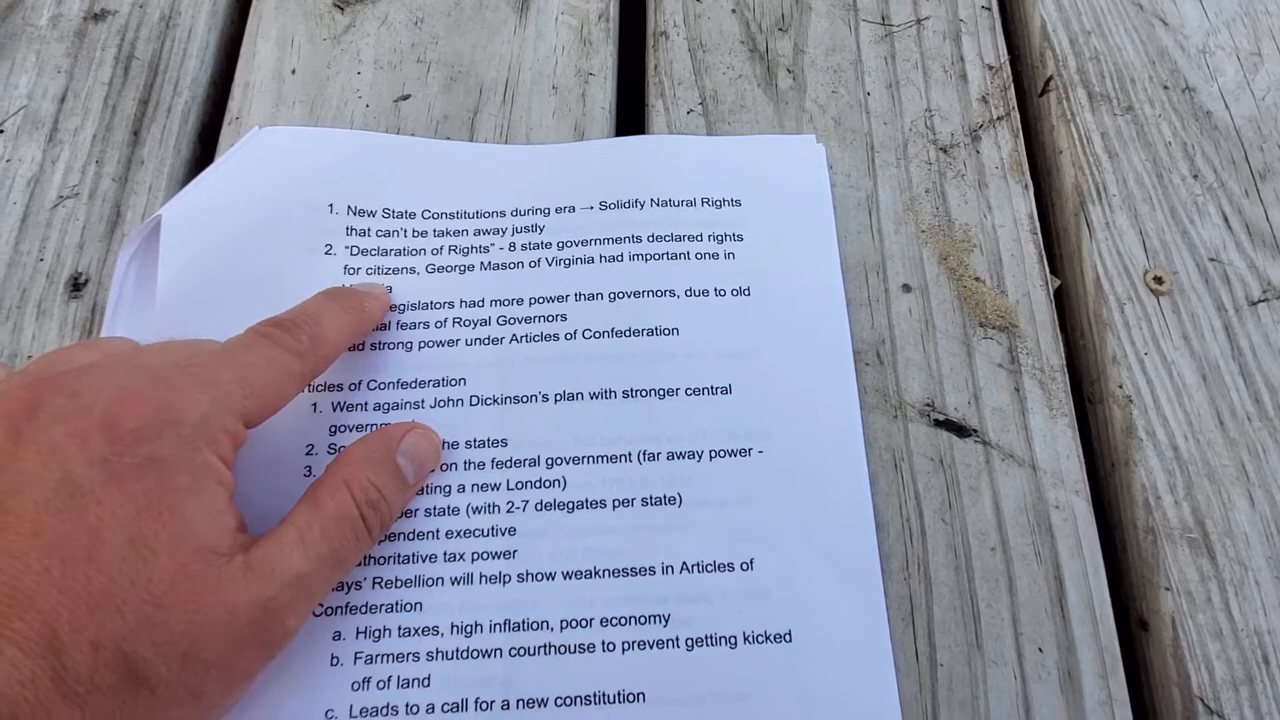 1. New State Constitutions during era → Solidify Natural Rights
that can't be taken away justly
2. "Declaration of Rights" - 8 state governments declared rights
for citizens, George Mason of Virginia had important one in
egislators had more power than governors, due to old
ial fears of Royal Governors
ad strong power under Articles of Confederation
ticles of Confederation
1. Went against John Dickinson's plan with stronger central
governm
2. So he states
3. on the federal government (far away power -
ating a new London)
per state (with 2-7 delegates per state)
pendent executive
thoritative tax power
ays' Rebellion will help show weaknesses in Articles of
Confederation
a. High taxes, high inflation, poor economy
b. Farmers shutdown courthouse to prevent getting kicked
off of land
c. Leads to a call for a new constitution